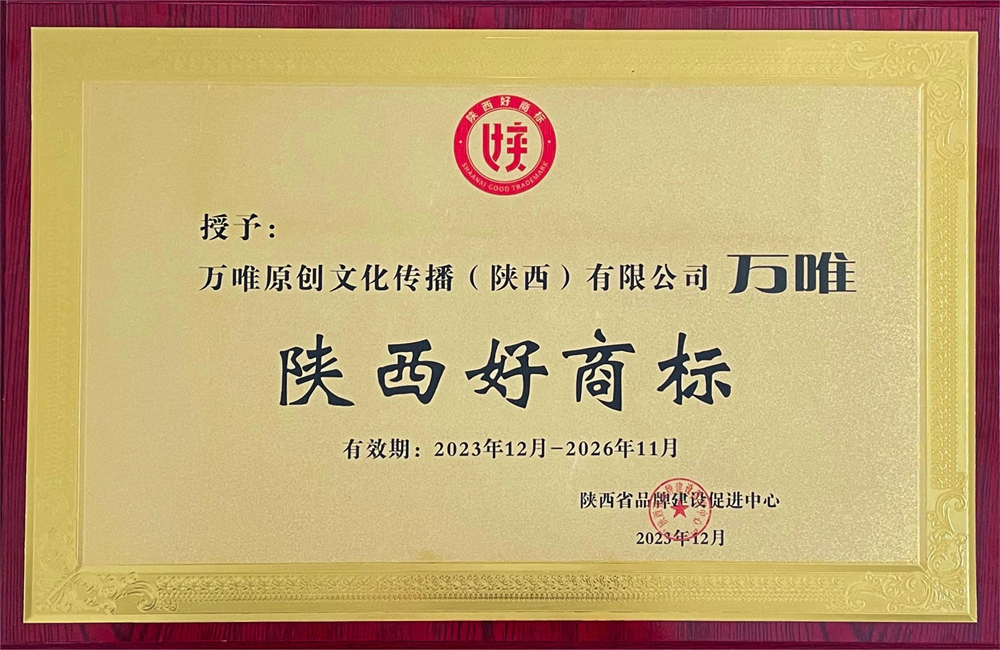 陕西好商标
SHAANXI GOOD TRADEMARK
授予：
万唯原创文化传播（陕西）有限公司 万唯
陕西好商标
有效期：2023年12月-2026年11月
陕西省品牌建设促进中心
2023年12月